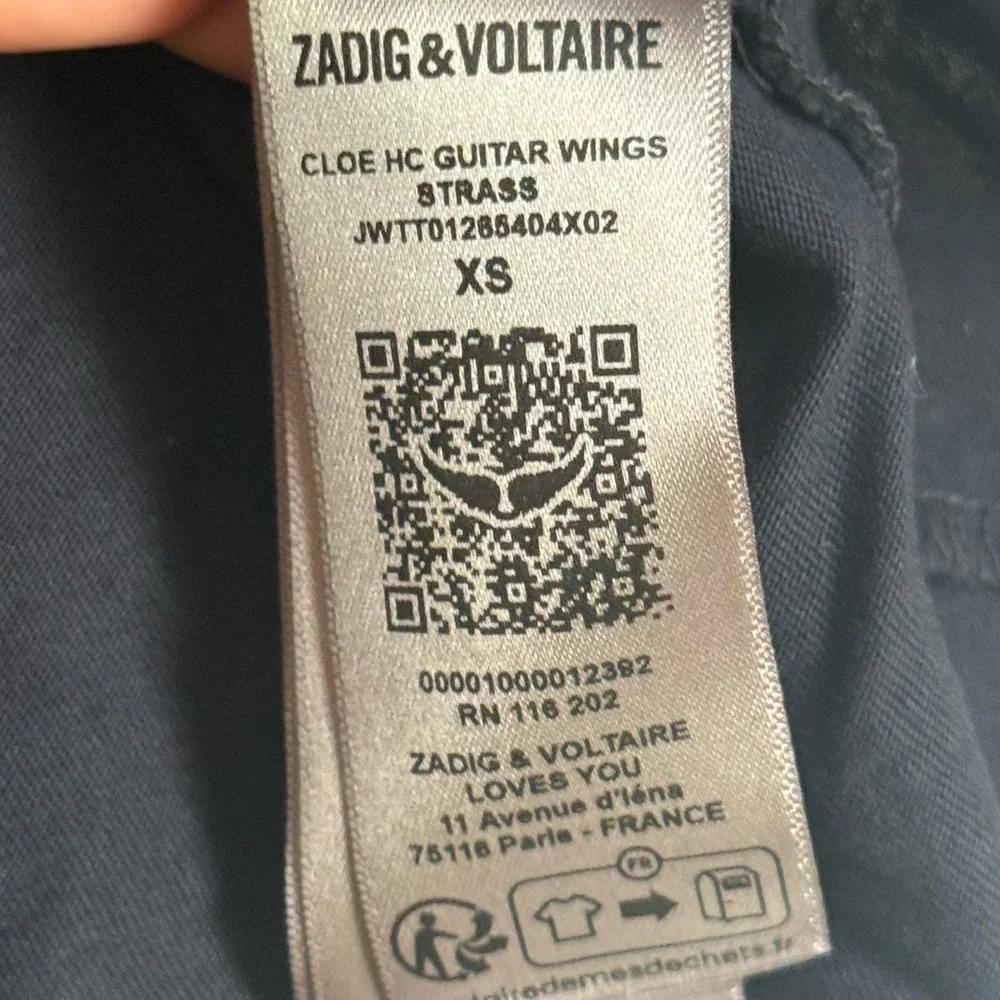 ZADIG&VOLTAIRE
CLOE HC GUITAR WINGS
STRASS
JWTT01265404X02
XS
00001000012392
RN 116 202
ZADIG & VOLTAIRE
LOVES YOU
11 Avenue d'Iéna
75116 Paris - FRANCE
FR